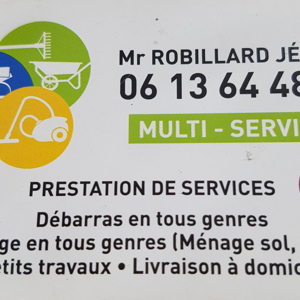 Mr ROBILLARD JÉ
06 13 64 48
MULTI - SERVI
PRESTATION DE SERVICES
Débarras en tous genres
ge en tous genres (Ménage sol,
etits travaux • Livraison à domic